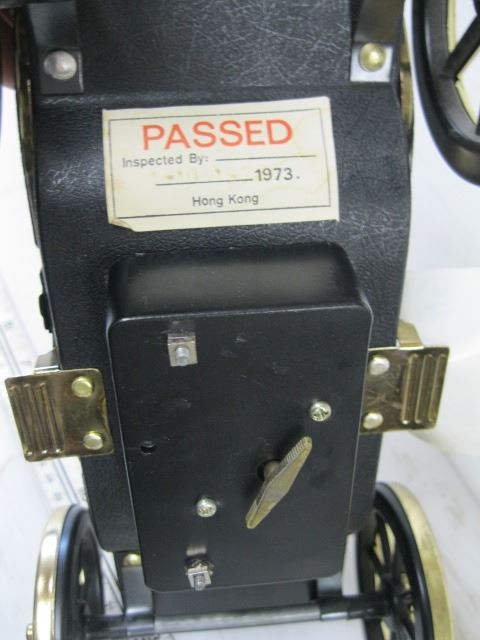 PASSED
Inspected By:
1973.
Hong Kong